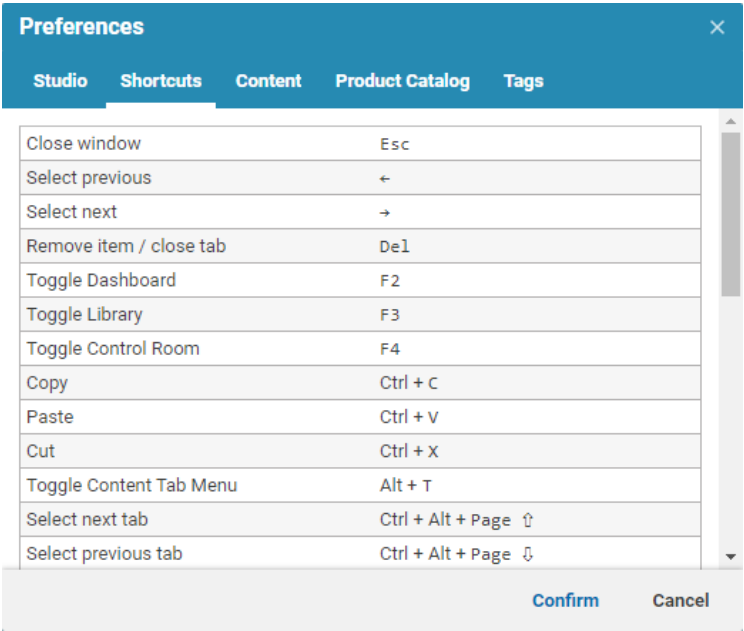 Preferences ×
Studio Shortcuts Content Product Catalog Tags
Close window Esc
Select previous ←
Select next →
Remove item / close tab Del
Toggle Dashboard F2
Toggle Library F3
Toggle Control Room F4
Copy Ctrl + C
Paste Ctrl + V
Cut Ctrl + X
Toggle Content Tab Menu Alt + T
Select next tab Ctrl + Alt + Page ⇧
Select previous tab Ctrl + Alt + Page ⇩
Confirm Cancel